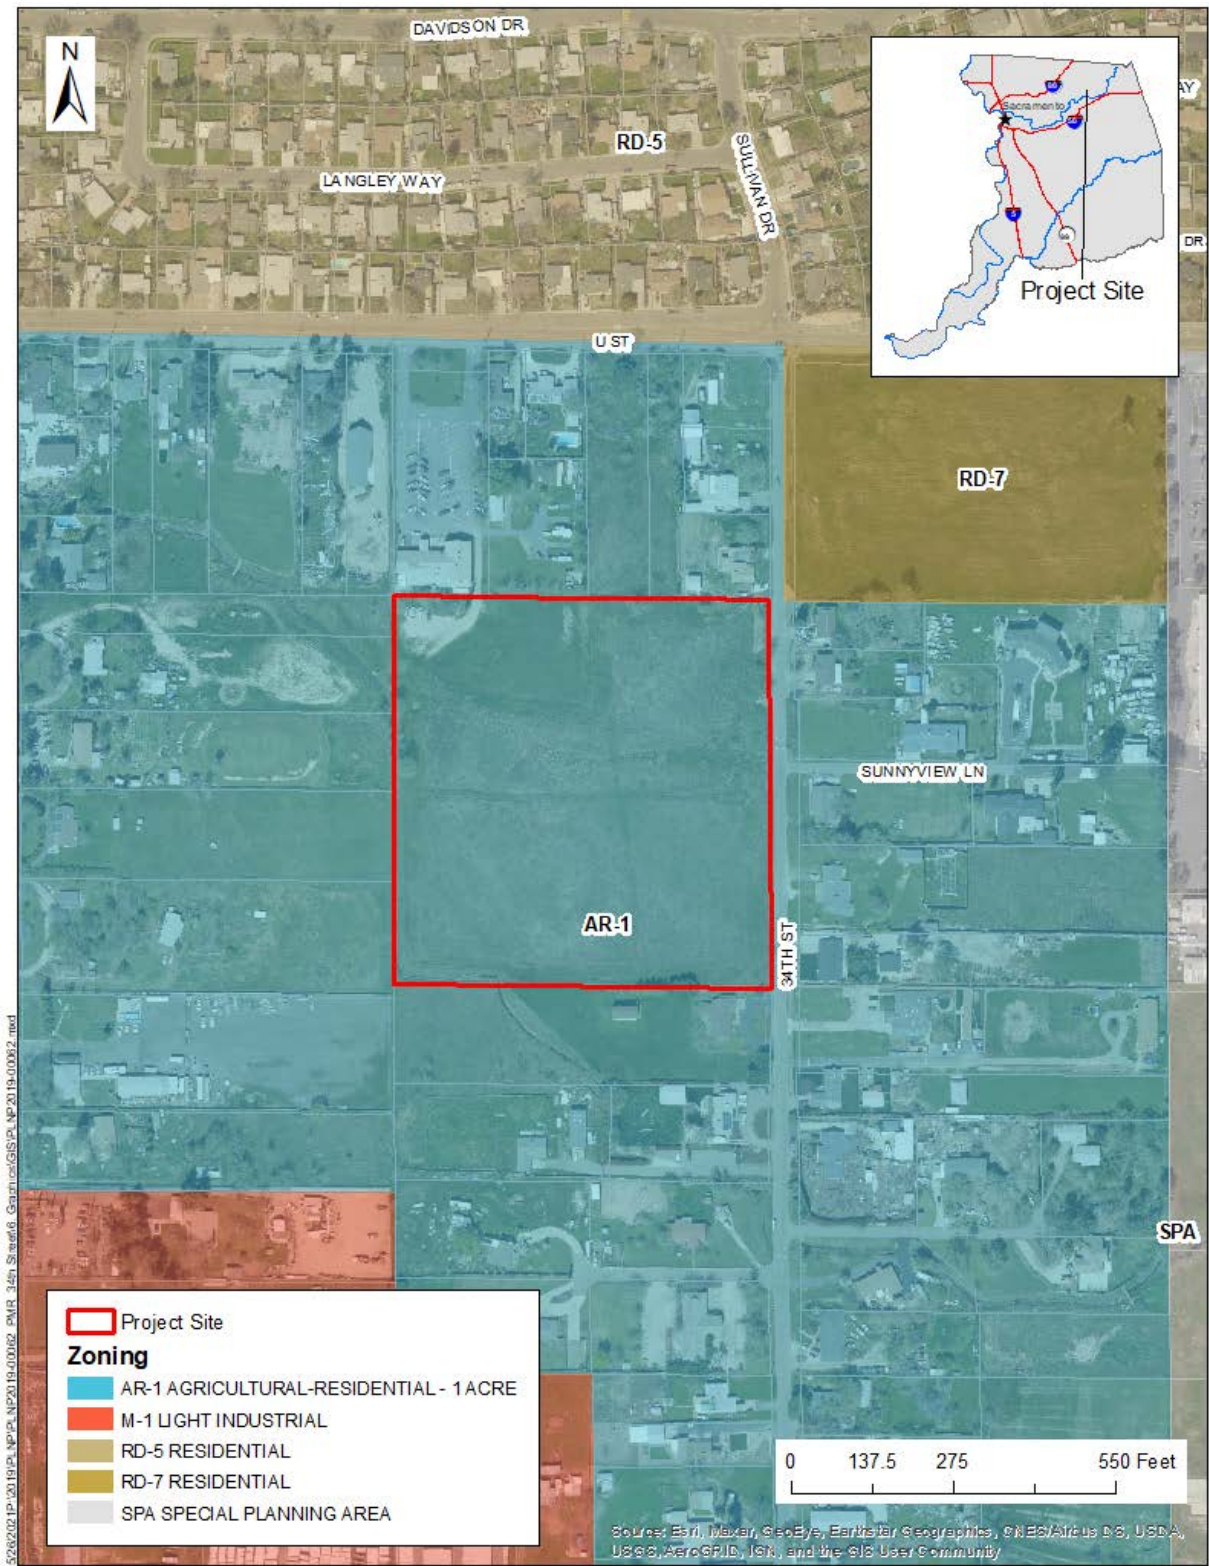 DAVIDSON DR
N
Sacramento
AY
RD-5
LANGLEY WAY
SULLIVAN DR
DR
Project Site
U ST
RD-7
SUNNYVIEW LN
AR-1
34TH ST
SPA
Project Site
Zoning
AR-1 AGRICULTURAL-RESIDENTIAL - 1 ACRE
M-1 LIGHT INDUSTRIAL
RD-5 RESIDENTIAL
RD-7 RESIDENTIAL
SPA SPECIAL PLANNING AREA
0 137.5 275 550 Feet
Source: Esri, Maxar, GeoEye, Earthstar Geographics, CNES/Airbus DS, USDA,
USGS, AeroGRID, IGN, and the GIS User Community